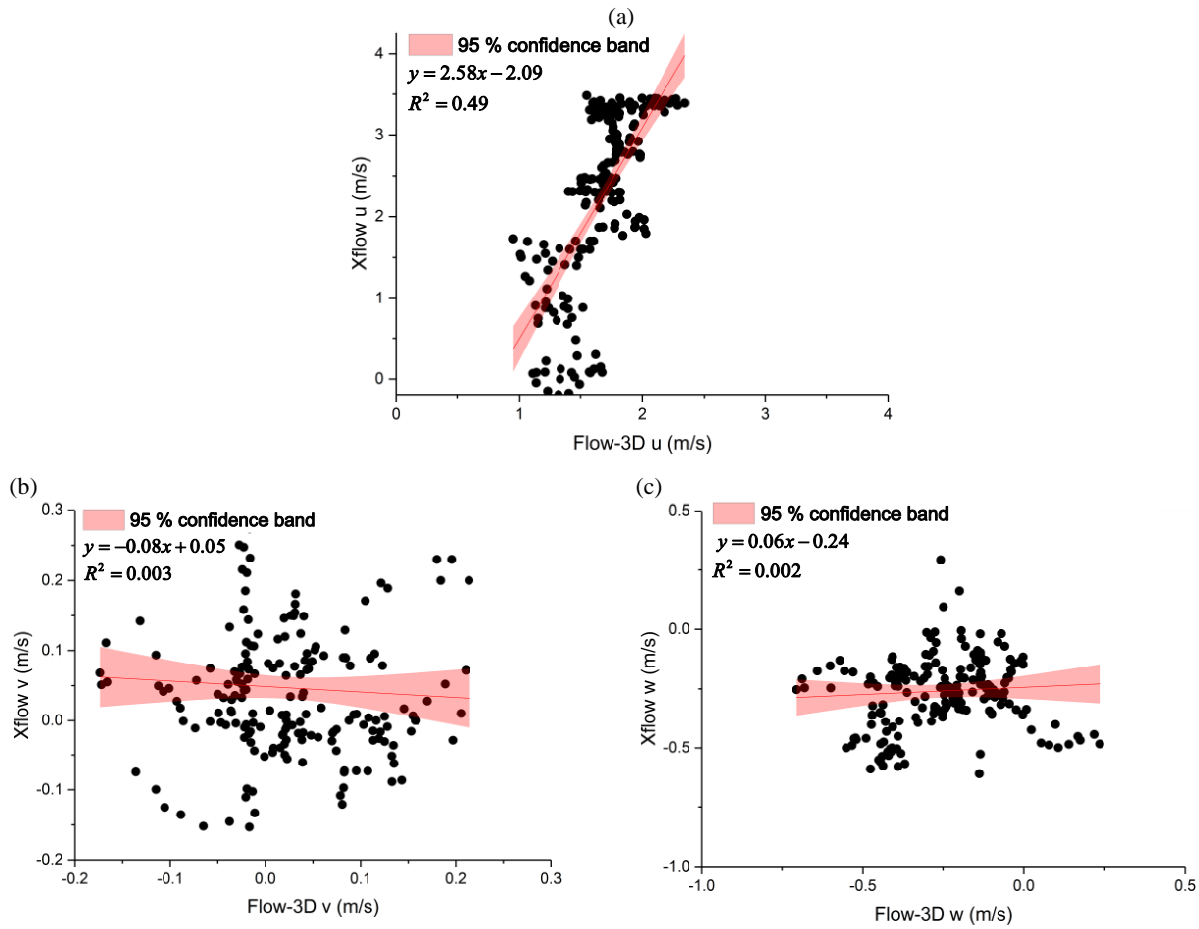 (a)
95 % confidence band
y = 2.58x − 2.09
R² = 0.49
4
3
2
1
0
Xflow u (m/s)
0 1 2 3 4
Flow-3D u (m/s)
(b)
95 % confidence band
y = −0.08x + 0.05
R² = 0.003
0.3
0.2
0.1
0.0
-0.1
-0.2
Xflow v (m/s)
-0.2 -0.1 0.0 0.1 0.2 0.3
Flow-3D v (m/s)
(c)
95 % confidence band
y = 0.06x − 0.24
R² = 0.002
0.5
0.0
-0.5
-1.0
Xflow w (m/s)
-1.0 -0.5 0.0 0.5
Flow-3D w (m/s)